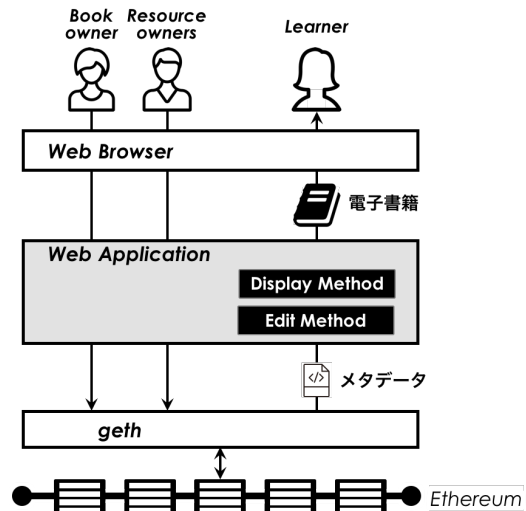 Book owner
Resource owners
Learner
Web Browser
電子書籍
Web Application
Display Method
Edit Method
</>
メタデータ
geth
Ethereum